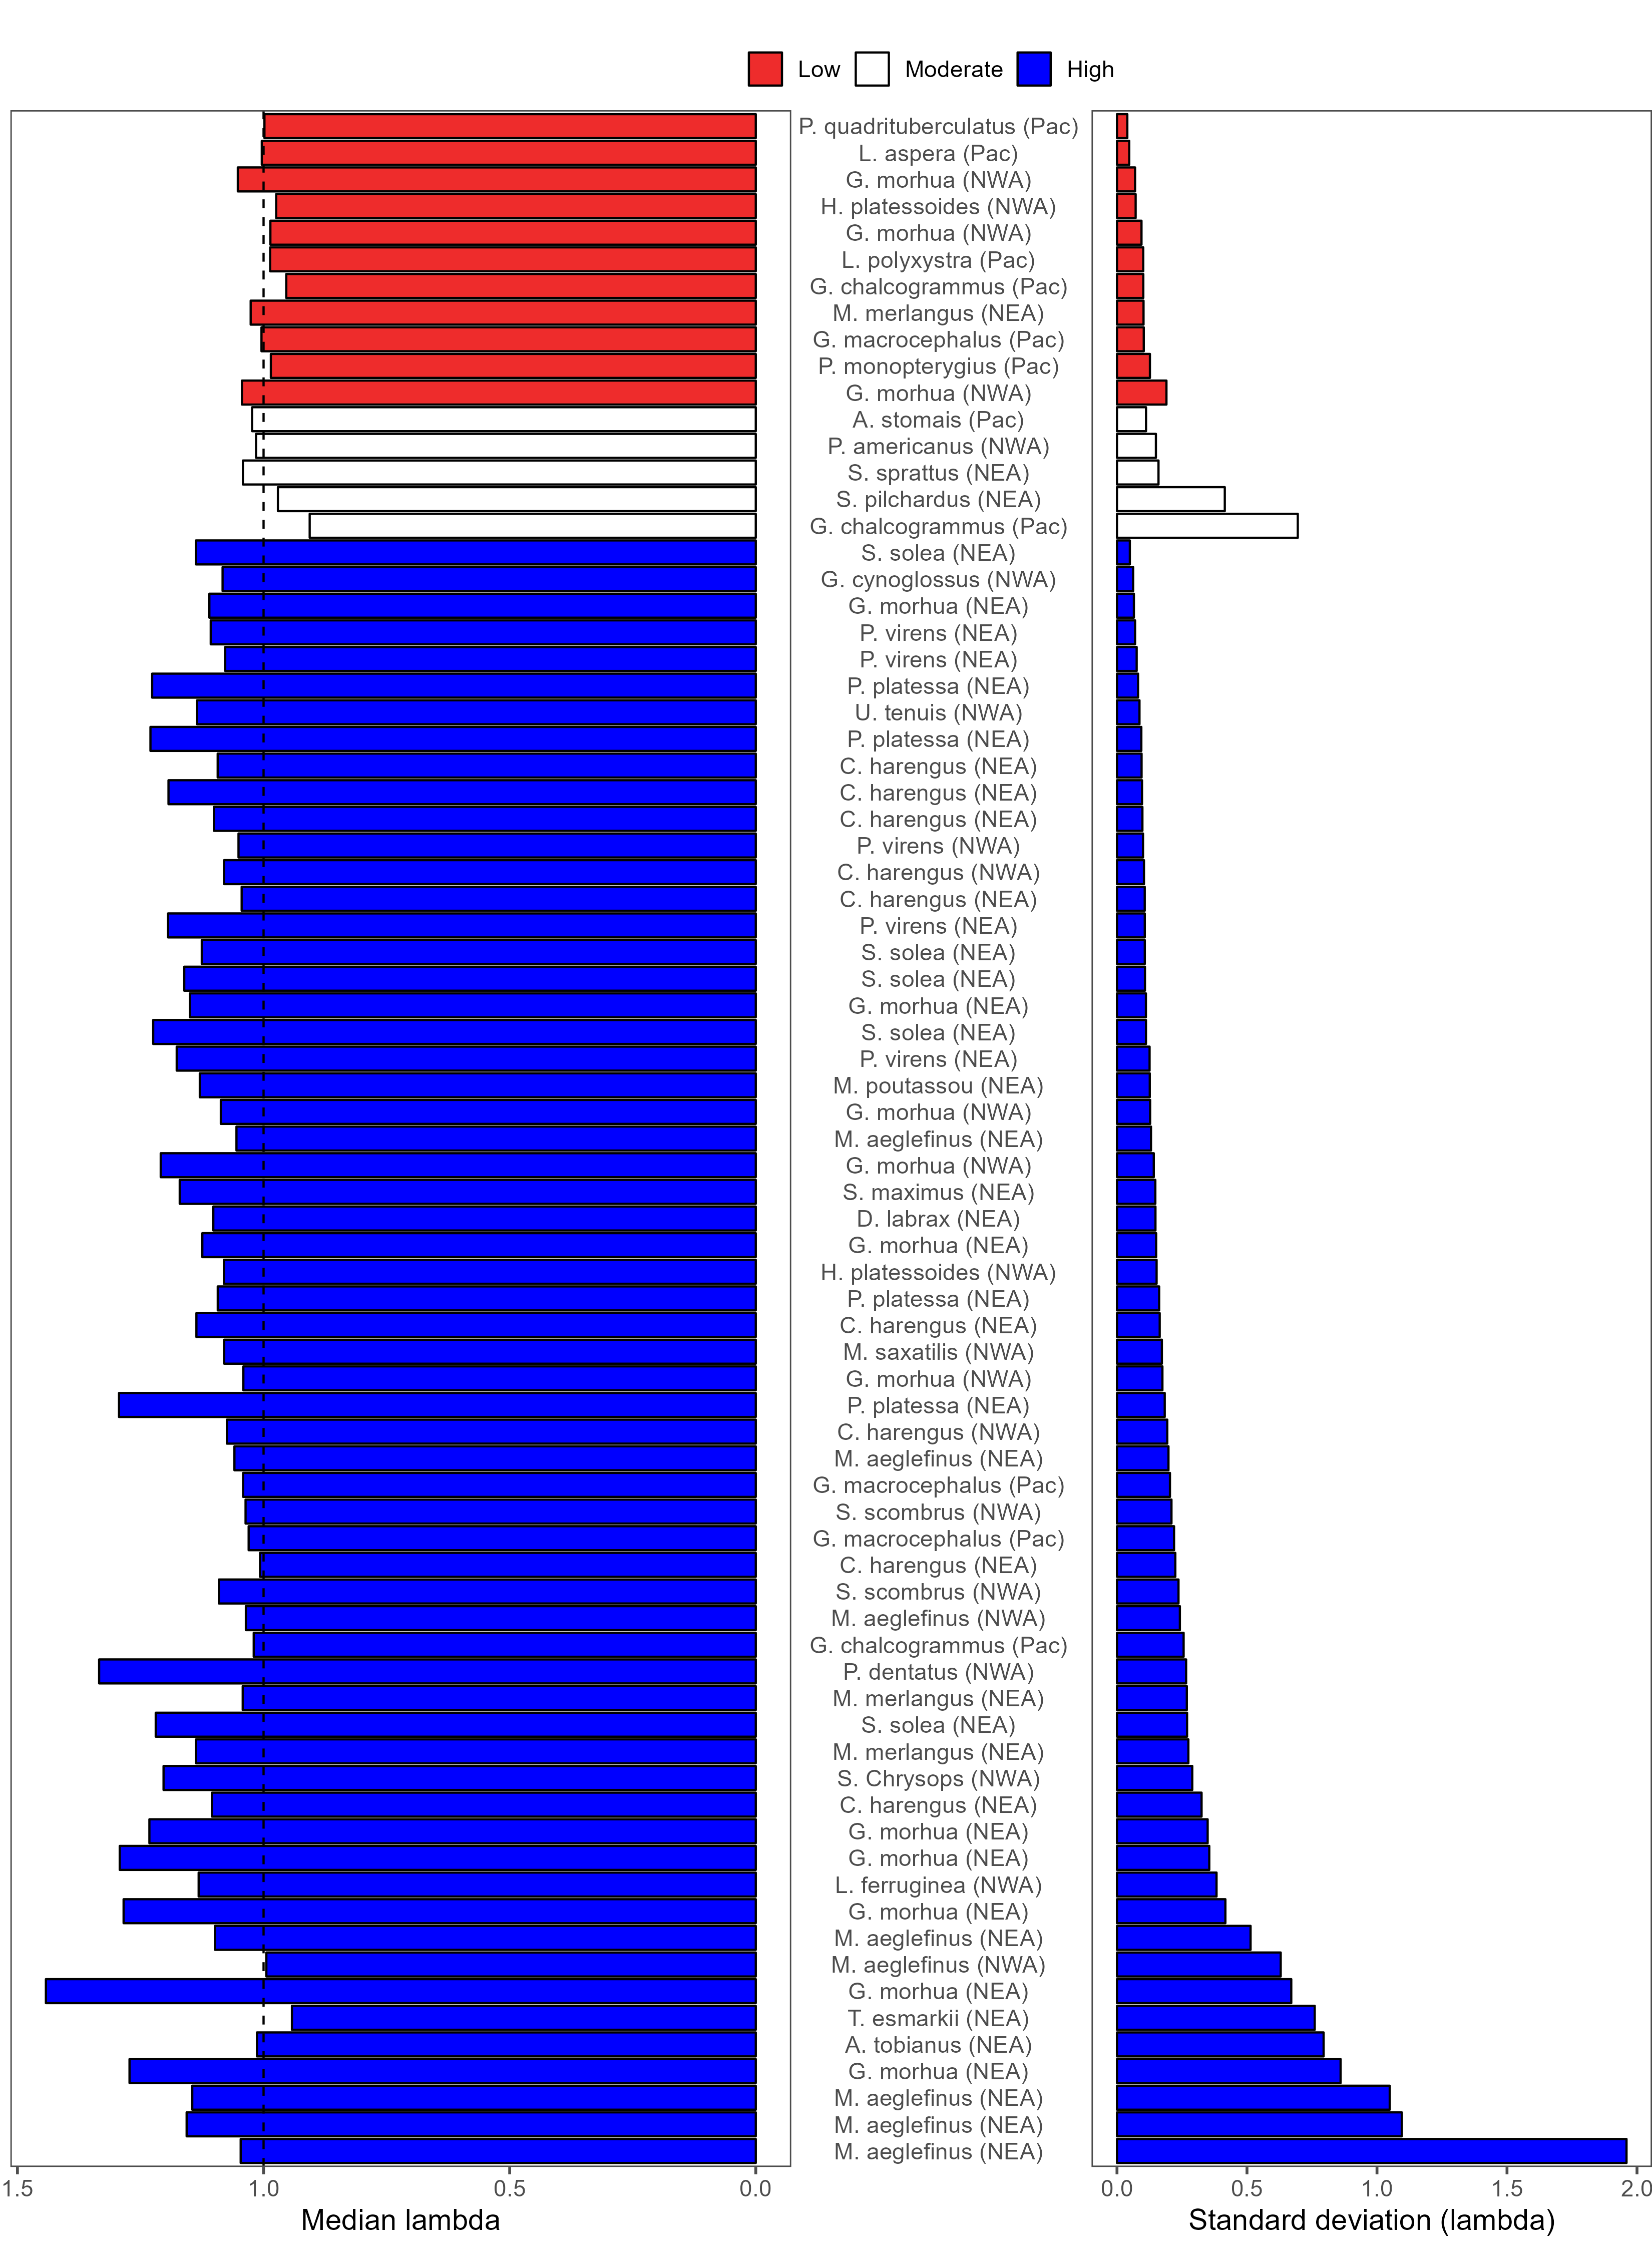 Low Moderate High
P. quadrituberculatus (Pac)
L. aspera (Pac)
G. morhua (NWA)
H. platessoides (NWA)
G. morhua (NWA)
L. polyxystra (Pac)
G. chalcogrammus (Pac)
M. merlangus (NEA)
G. macrocephalus (Pac)
P. monopterygius (Pac)
G. morhua (NWA)
A. stomais (Pac)
P. americanus (NWA)
S. sprattus (NEA)
S. pilchardus (NEA)
G. chalcogrammus (Pac)
S. solea (NEA)
G. cynoglossus (NWA)
G. morhua (NEA)
P. virens (NEA)
P. virens (NEA)
P. platessa (NEA)
U. tenuis (NWA)
P. platessa (NEA)
C. harengus (NEA)
C. harengus (NEA)
C. harengus (NEA)
P. virens (NWA)
C. harengus (NWA)
C. harengus (NEA)
P. virens (NEA)
S. solea (NEA)
S. solea (NEA)
G. morhua (NEA)
S. solea (NEA)
P. virens (NEA)
M. poutassou (NEA)
G. morhua (NWA)
M. aeglefinus (NEA)
G. morhua (NWA)
S. maximus (NEA)
D. labrax (NEA)
G. morhua (NEA)
H. platessoides (NWA)
P. platessa (NEA)
C. harengus (NEA)
M. saxatilis (NWA)
G. morhua (NWA)
P. platessa (NEA)
C. harengus (NWA)
M. aeglefinus (NEA)
G. macrocephalus (Pac)
S. scombrus (NWA)
G. macrocephalus (Pac)
C. harengus (NEA)
S. scombrus (NWA)
M. aeglefinus (NWA)
G. chalcogrammus (Pac)
P. dentatus (NWA)
M. merlangus (NEA)
S. solea (NEA)
M. merlangus (NEA)
S. Chrysops (NWA)
C. harengus (NEA)
G. morhua (NEA)
G. morhua (NEA)
L. ferruginea (NWA)
G. morhua (NEA)
M. aeglefinus (NEA)
M. aeglefinus (NWA)
G. morhua (NEA)
T. esmarkii (NEA)
A. tobianus (NEA)
G. morhua (NEA)
M. aeglefinus (NEA)
M. aeglefinus (NEA)
M. aeglefinus (NEA)
1.5 1.0 0.5 0.0 0.0 0.5 1.0 1.5 2.0
Median lambda Standard deviation (lambda)